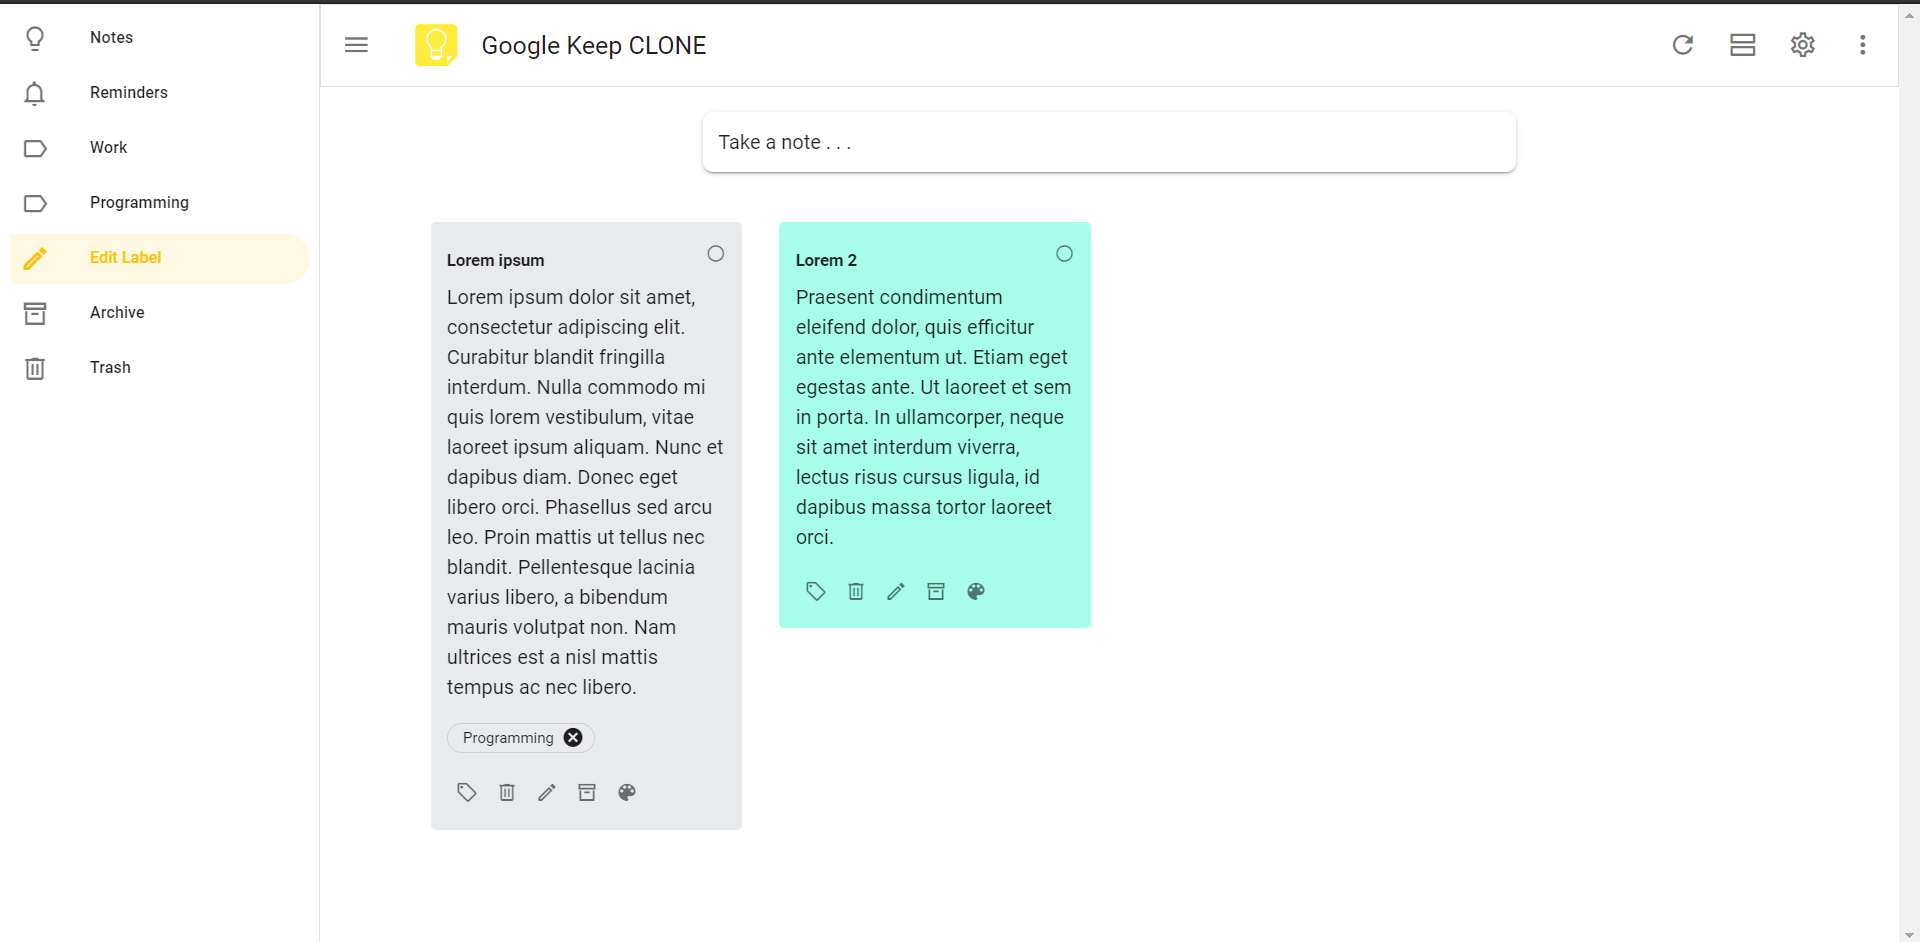 Notes
Reminders
Work
Programming
Edit Label
Archive
Trash
Google Keep CLONE
Take a note . . .
Lorem ipsum
Lorem ipsum dolor sit amet,
consectetur adipiscing elit.
Curabitur blandit fringilla
interdum. Nulla commodo mi
quis lorem vestibulum, vitae
laoreet ipsum aliquam. Nunc et
dapibus diam. Donec eget
libero orci. Phasellus sed arcu
leo. Proin mattis ut tellus nec
blandit. Pellentesque lacinia
varius libero, a bibendum
mauris volutpat non. Nam
ultrices est a nisl mattis
tempus ac nec libero.
Programming
Lorem 2
Praesent condimentum
eleifend dolor, quis efficitur
ante elementum ut. Etiam eget
egestas ante. Ut laoreet et sem
in porta. In ullamcorper, neque
sit amet interdum viverra,
lectus risus cursus ligula, id
dapibus massa tortor laoreet
orci.